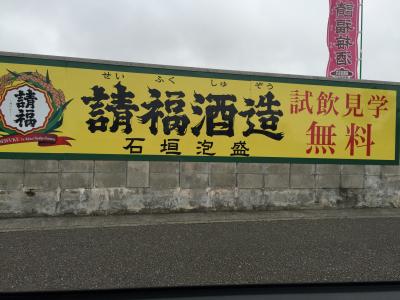 せい ふく しゅ ぞう
請福酒造
石垣泡盛
試飲見学
無料
請福